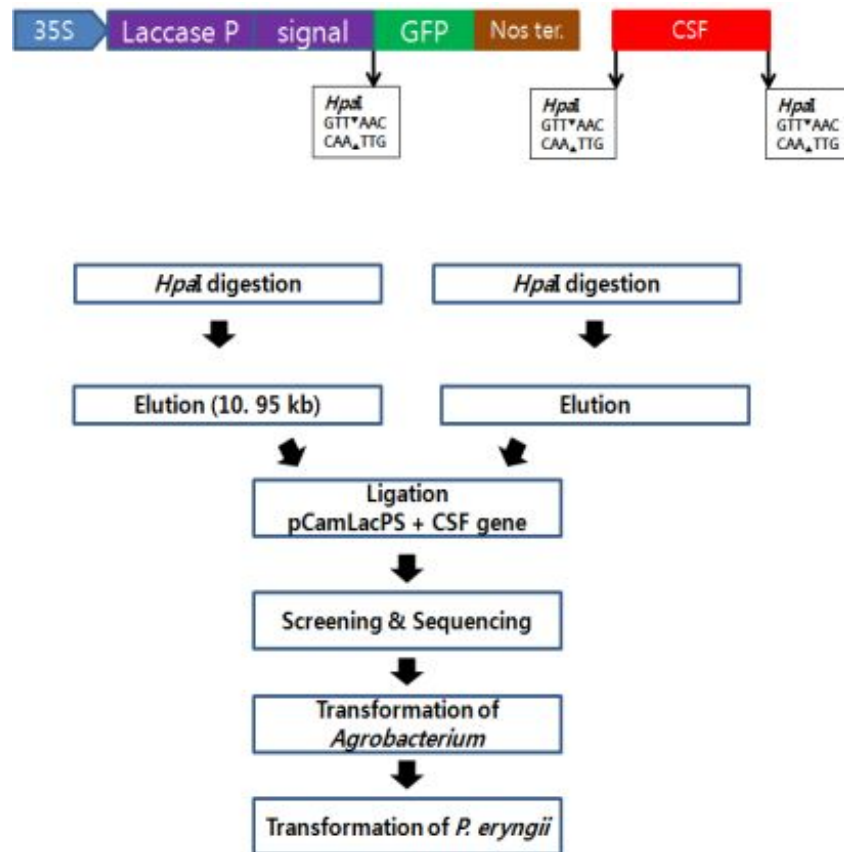 35S Laccase P signal GFP Nos ter. CSF
HpaI HpaI HpaI
GTT▼AAC GTT▼AAC GTT▼AAC
CAA▲TTG CAA▲TTG CAA▲TTG
HpaI digestion HpaI digestion
Elution (10. 95 kb) Elution
Ligation
pCamLacPS + CSF gene
Screening & Sequencing
Transformation of
Agrobacterium
Transformation of P. eryngii